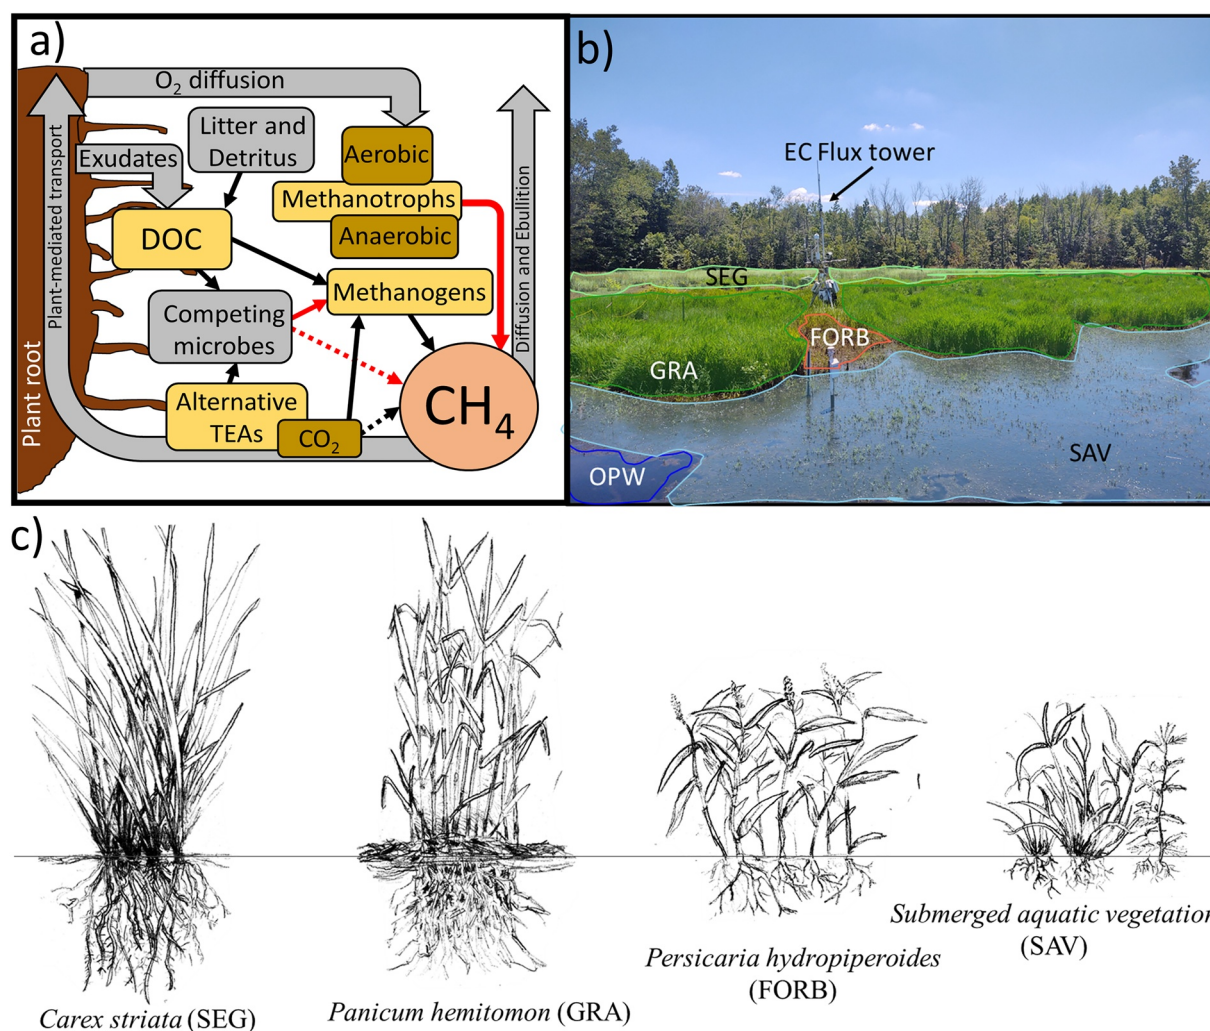 a)
O₂ diffusion
Plant-mediated transport
Plant root
Exudates
Litter and
Detritus
Aerobic
Methanotrophs
Anaerobic
DOC
Methanogens
Competing
microbes
Alternative
TEAs
CO₂
CH₄
Diffusion and Ebullition
b)
EC Flux tower
SEG
FORB
GRA
SAV
OPW
c)
Carex striata (SEG)
Panicum hemitomon (GRA)
Persicaria hydropiperoides
(FORB)
Submerged aquatic vegetation
(SAV)